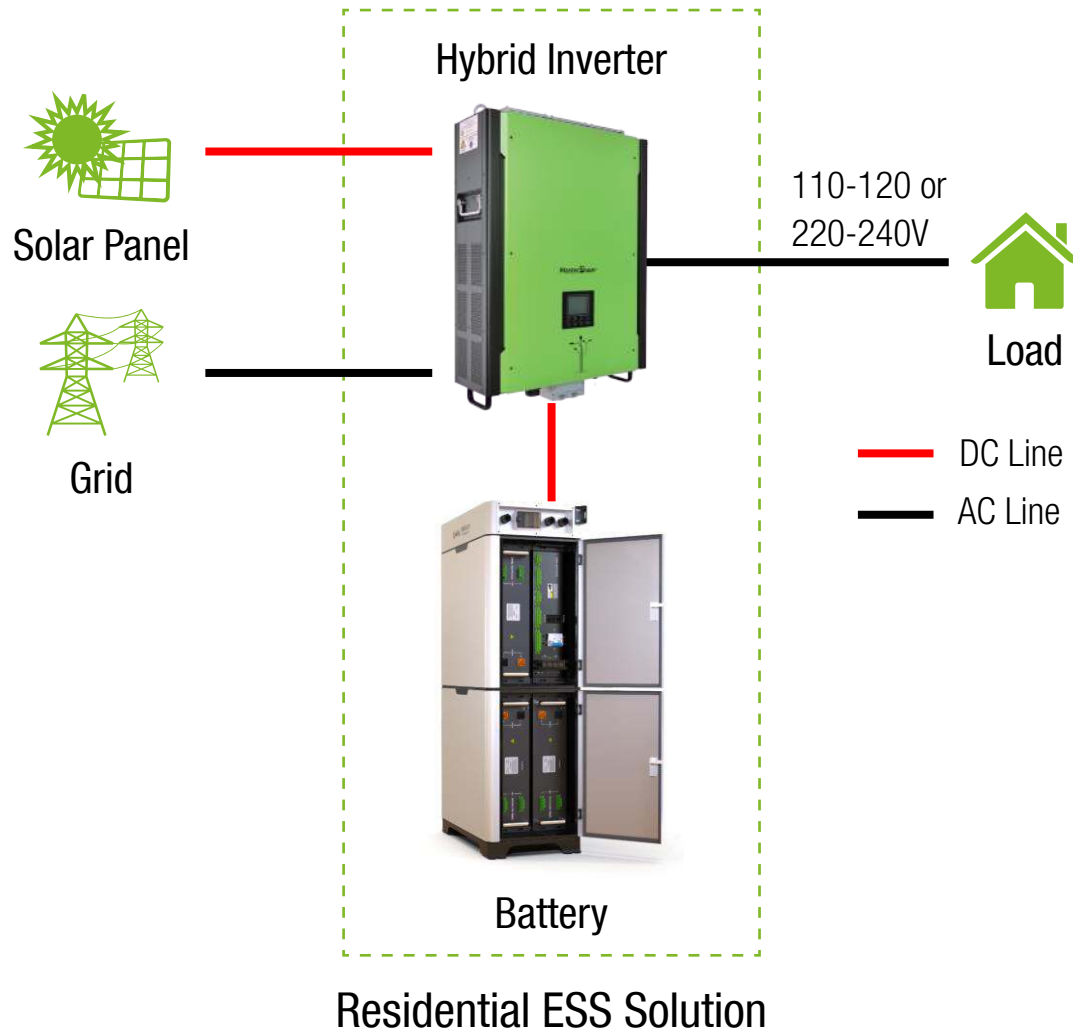 Hybrid Inverter
Solar Panel
110-120 or
220-240V
Grid
Load
DC Line
AC Line
Battery
Residential ESS Solution